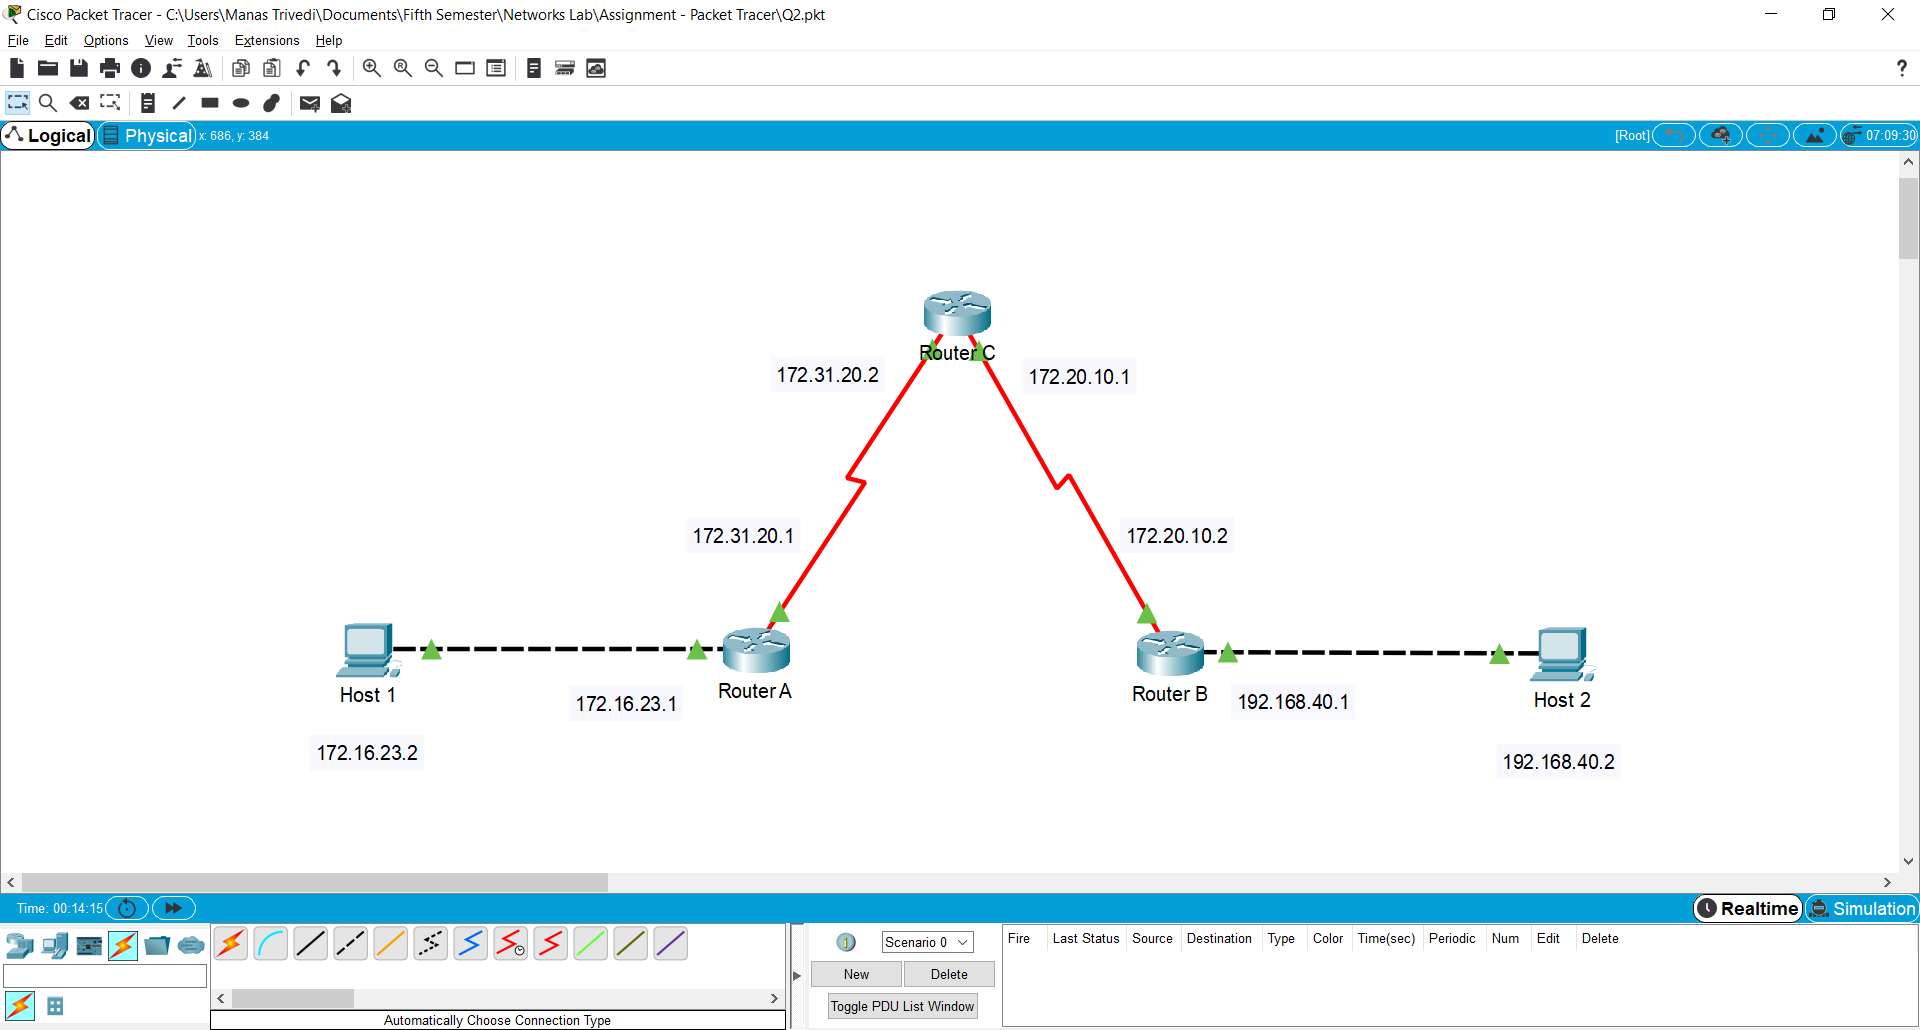 Cisco Packet Tracer - C:\Users\Manas Trivedi\Documents\Fifth Semester\Networks Lab\Assignment - Packet Tracer\Q2.pkt
File Edit Options View Tools Extensions Help
?
Logical Physical x: 686, y: 384 [Root] 07:09:30
Router C
172.31.20.2
172.20.10.1
172.31.20.1
172.20.10.2
Host 1
172.16.23.1
Router A
Router B
192.168.40.1
Host 2
172.16.23.2
192.168.40.2
Time: 00:14:15 Realtime Simulation
Scenario 0
Fire Last Status Source Destination Type Color Time(sec) Periodic Num Edit Delete
New Delete
Toggle PDU List Window
Automatically Choose Connection Type